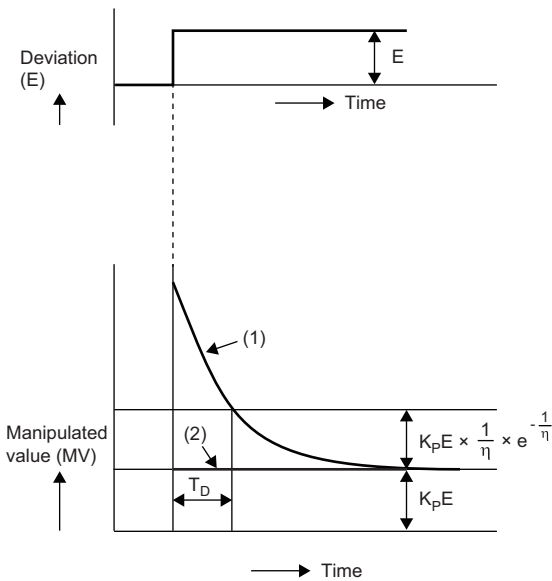 Deviation
(E)
E
Time
(1)
Manipulated
value (MV)
(2)
T_D
K_PE × 1/η × e^-1/η
K_PE
Time